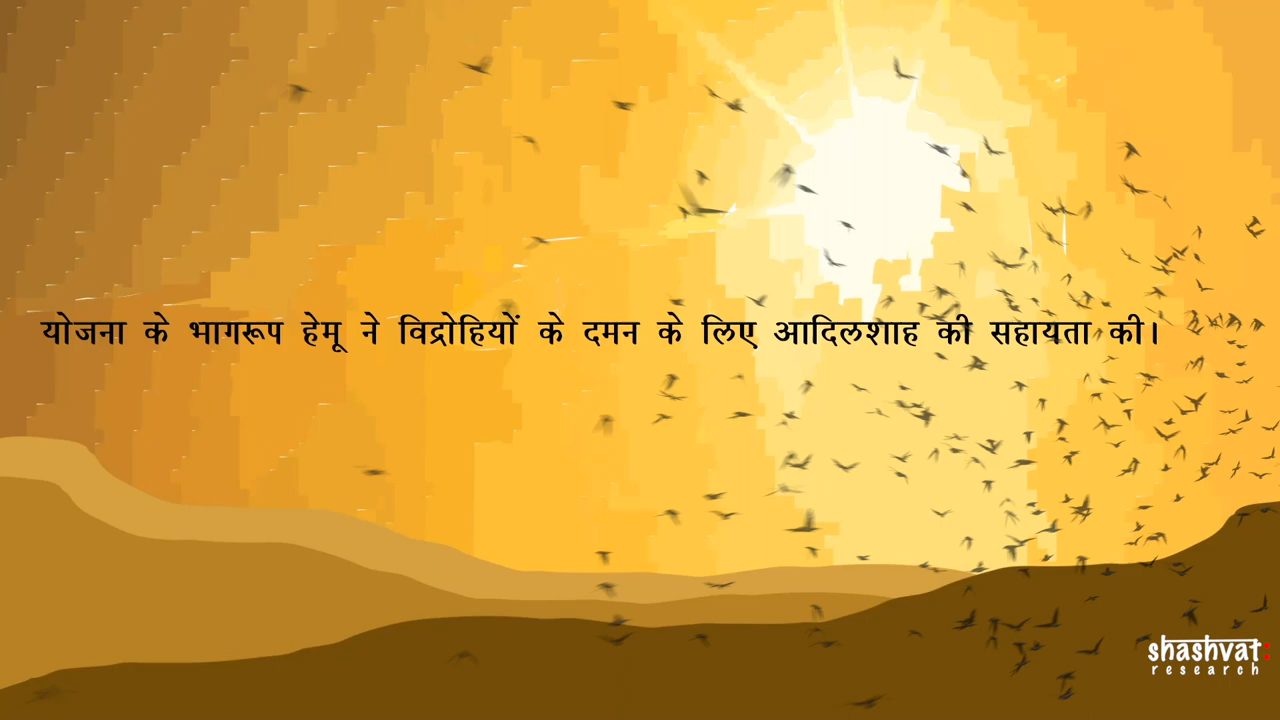 योजना के भागरूप हेमू ने विद्रोहियों के दमन के लिए आदिलशाह की सहायता की।
shashvat:
research